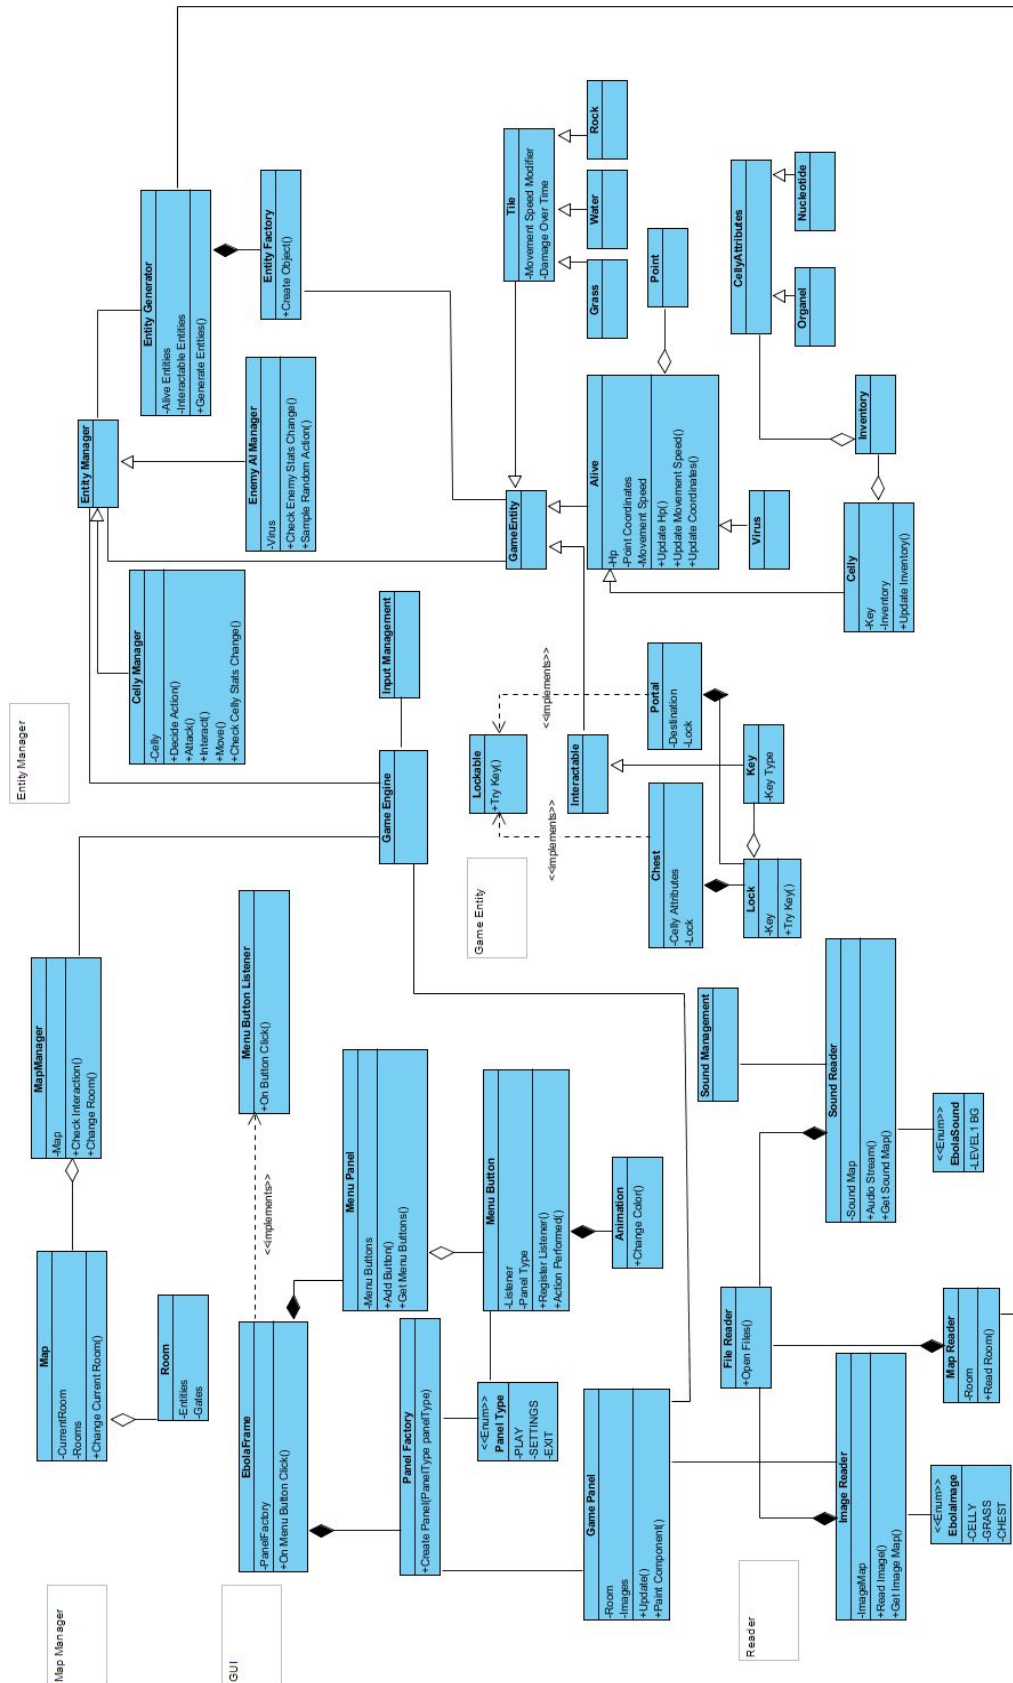 Map Manager
Map
-CurrentRoom
-Rooms
+Change Current Room()
Room
-Entities
-Gates
MapManager
-Map
+Check Interaction()
+Change Room()
Entity Manager
Celly Manager
-Celly
+Decide Action()
+Attack()
+Interact()
+Move()
+Check Celly Stats Change()
Entity Manager
Enemy AI Manager
-Virus
+Check Enemy Stats Change()
+Sample Random Action()
Entity Generator
-Alive Entities
-Interactable Entities
+Generate Entties()
Entity Factory
+Create Object()
GUI
EbolaFrame
-PanelFactory
+On Menu Button Click()
<<implements>>
Menu Button Listener
+On Button Click()
Menu Panel
-Menu Buttons
+Add Button()
+Get Menu Buttons()
Panel Factory
+Create Panel(PanelType panelType)
<<Enum>>
Panel Type
-PLAY
-SETTINGS
-EXIT
Menu Button
-Listener
-Panel Type
+Register Listener()
+Action Performed()
Animation
+Change Color()
Game Panel
-Room
-Images
+Update()
+Paint Component()
Game Engine
Input Management
Game Entity
Lockable
+Try Key()
<<implements>>
<<implements>>
Interactable
GameEntity
Tile
-Movement Speed Modifier
-Damage Over Time
Grass
Water
Rock
Alive
-Hp
-Point Coordinates
-Movement Speed
+Update Hp()
+Update Movement Speed()
+Update Coordinates()
Point
Virus
Chest
-Celly Attributes
-Lock
Portal
-Destination
-Lock
Lock
-Key
+Try Key()
Key
-Key Type
Celly
-Key
-Inventory
+Update Inventory()
Inventory
CellyAttributes
Organel
Nucleotide
Reader
File Reader
+Open Files()
Image Reader
-ImageMap
+Read Image()
+Get Image Map()
<<Enum>>
EbolaImage
-CELLY
-GRASS
-CHEST
Map Reader
-Room
+Read Room()
Sound Management
Sound Reader
-Sound Map
+Audio Stream()
+Get Sound Map()
<<Enum>>
EbolaSound
-LEVEL1 BG